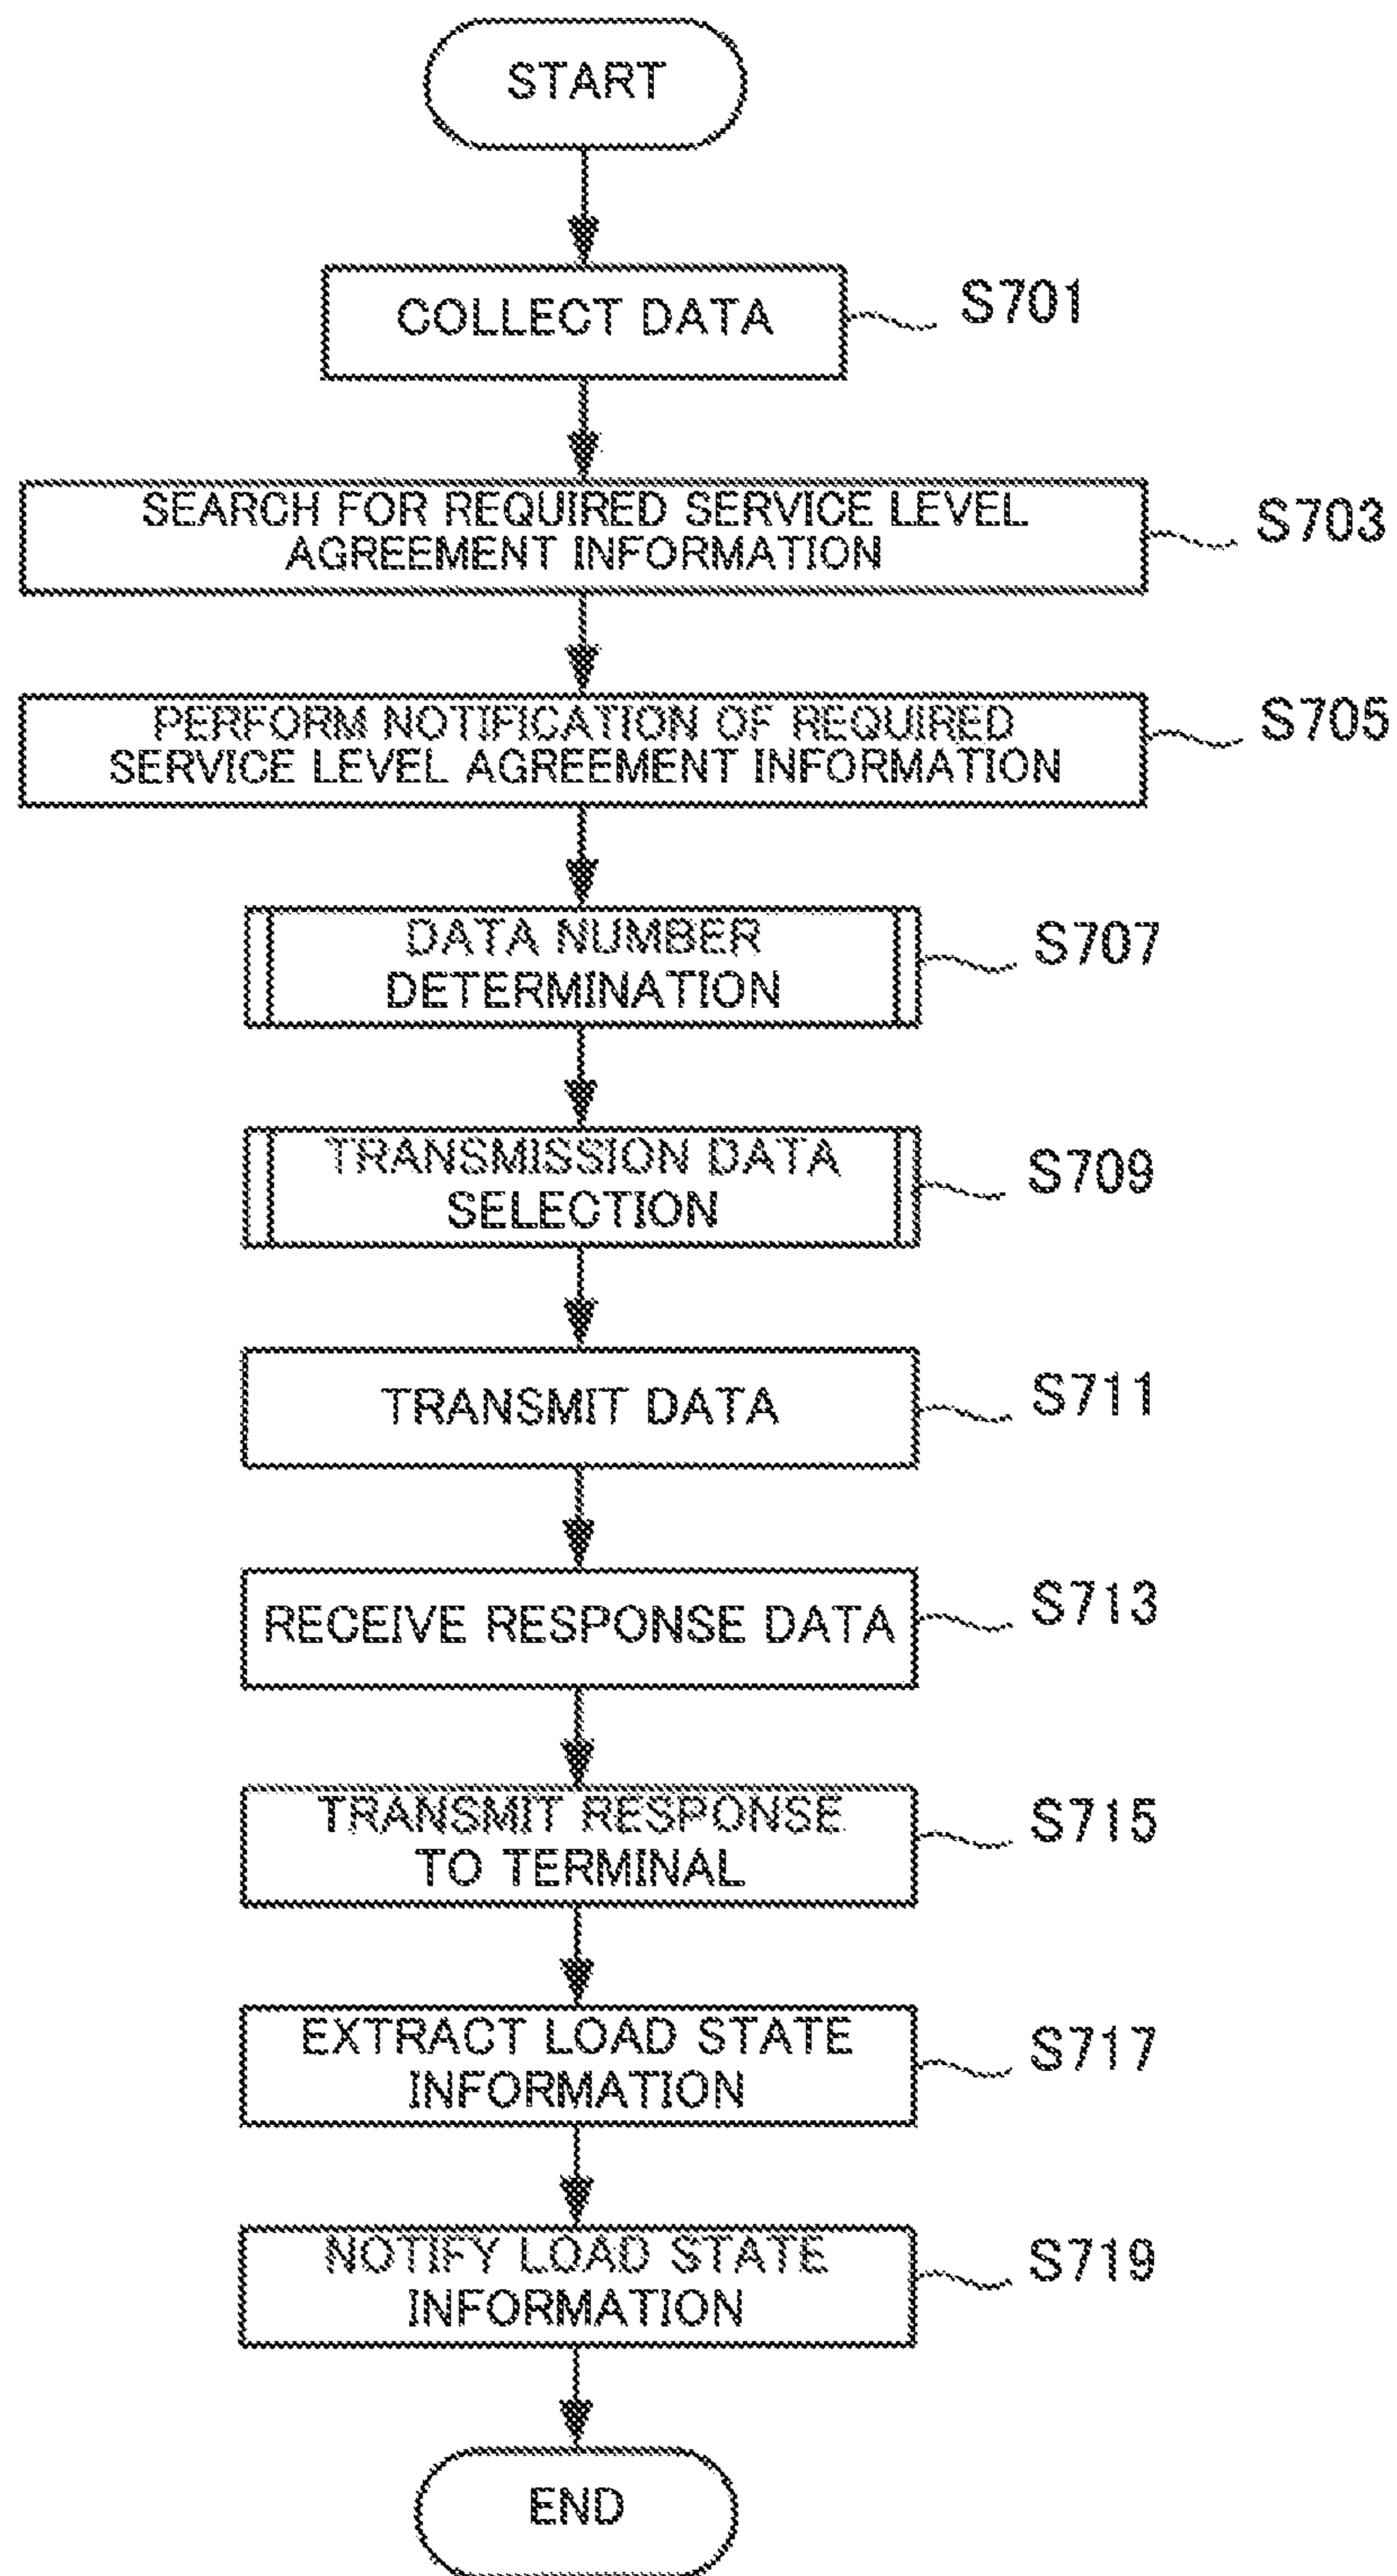 START
COLLECT DATA
S701
SEARCH FOR REQUIRED SERVICE LEVEL
AGREEMENT INFORMATION
S703
PERFORM NOTIFICATION OF REQUIRED
SERVICE LEVEL AGREEMENT INFORMATION
S705
DATA NUMBER
DETERMINATION
S707
TRANSMISSION DATA
SELECTION
S709
TRANSMIT DATA
S711
RECEIVE RESPONSE DATA
S713
TRANSMIT RESPONSE
TO TERMINAL
S715
EXTRACT LOAD STATE
INFORMATION
S717
NOTIFY LOAD STATE
INFORMATION
S719
END